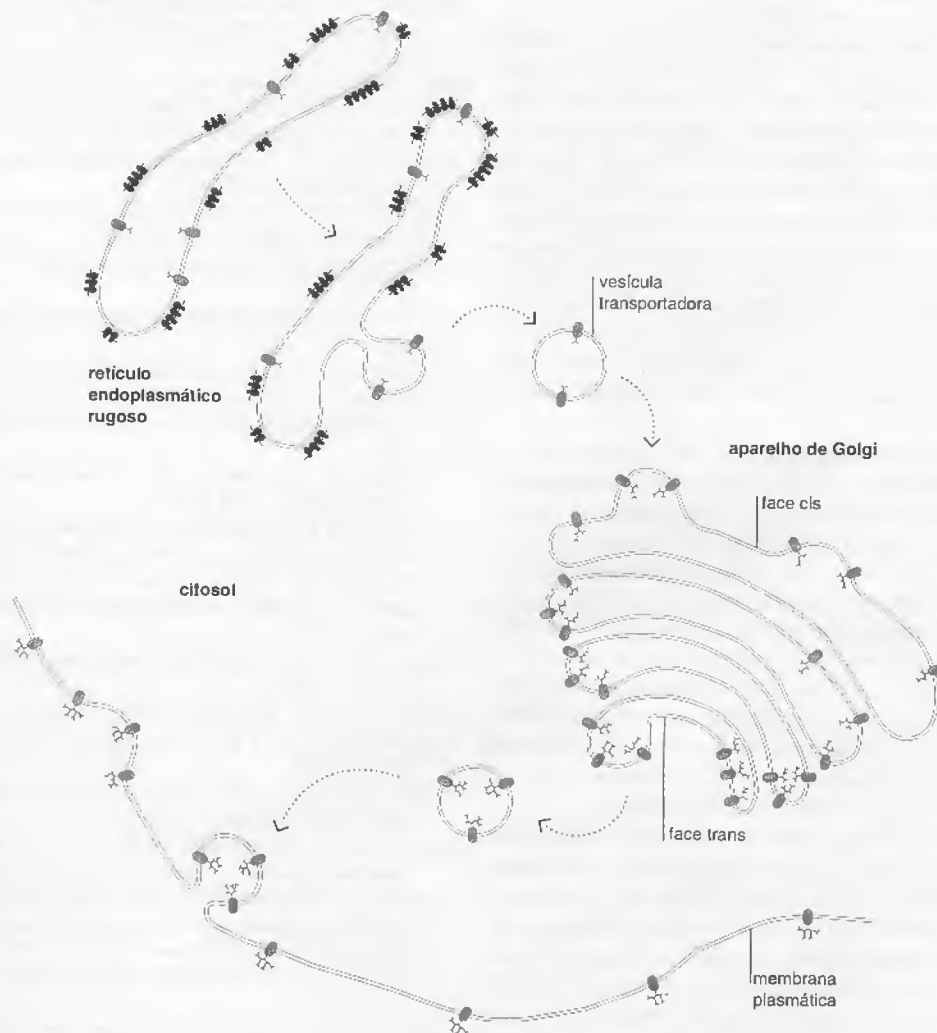 vesícula
transportadora
retículo
endoplasmático
rugoso
aparelho de Golgi
face cis
citosol
face trans
membrana
plasmática